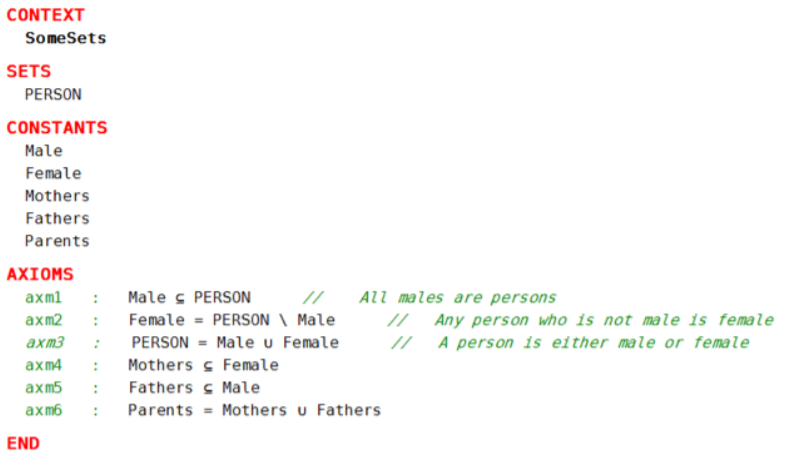 CONTEXT
SomeSets
SETS
PERSON
CONSTANTS
Male
Female
Mothers
Fathers
Parents
AXIOMS
axm1 : Male ⊆ PERSON // All males are persons
axm2 : Female = PERSON \ Male // Any person who is not male is female
axm3 : PERSON = Male ∪ Female // A person is either male or female
axm4 : Mothers ⊆ Female
axm5 : Fathers ⊆ Male
axm6 : Parents = Mothers ∪ Fathers
END